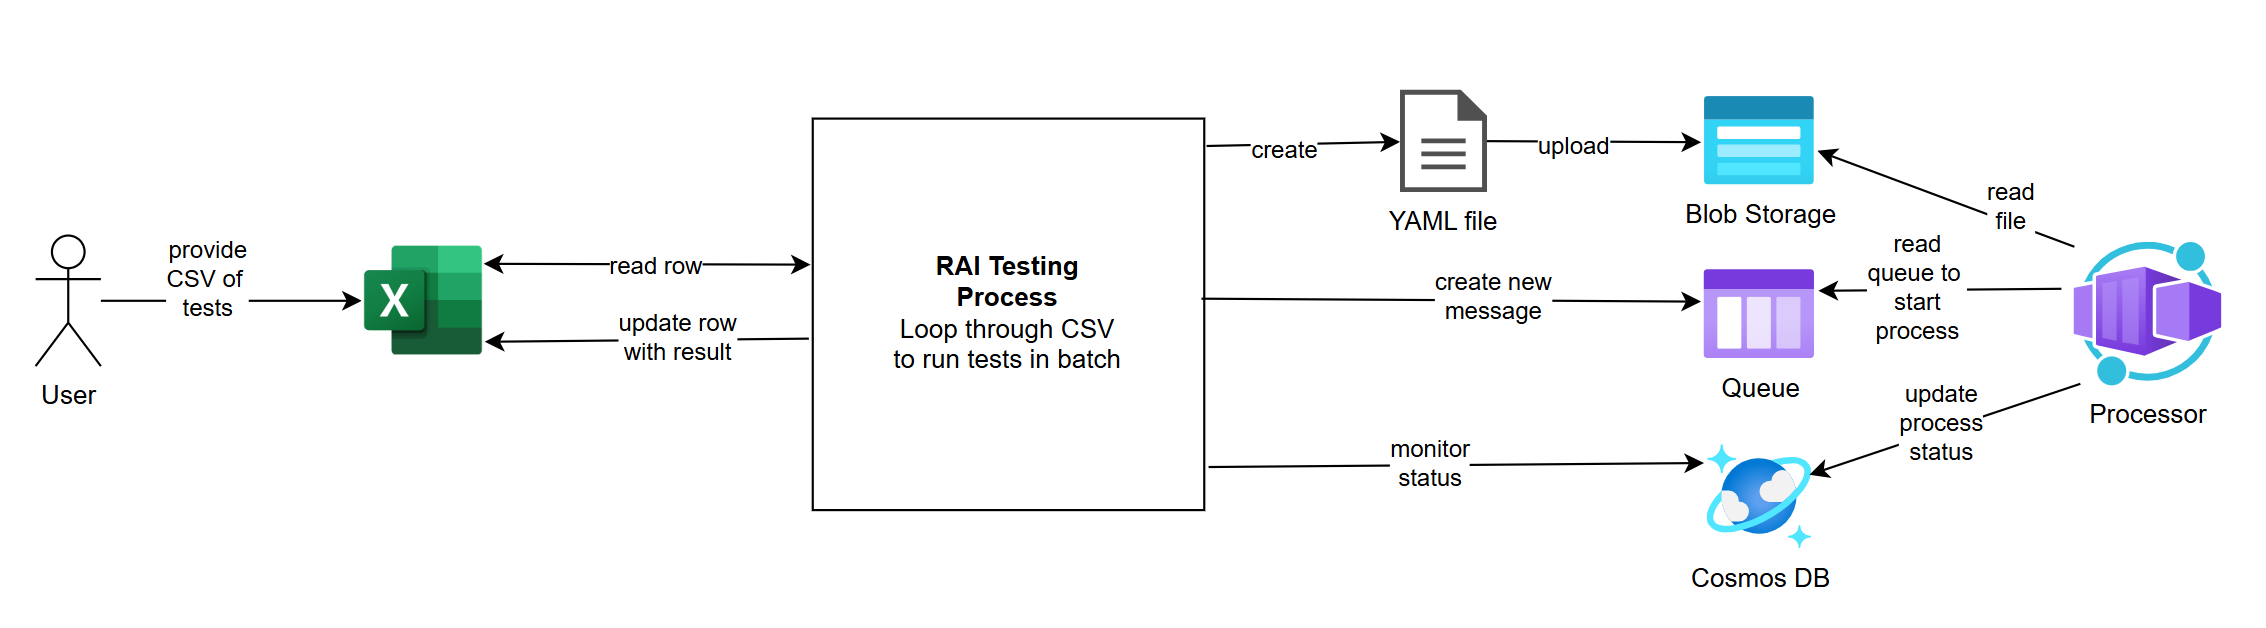 provide
CSV of
tests
User
X
read row
update row
with result
RAI Testing
Process
Loop through CSV
to run tests in batch
create
YAML file
upload
Blob Storage
create new
message
Queue
monitor
status
Cosmos DB
read
file
read
queue to
start
process
update
process
status
Processor